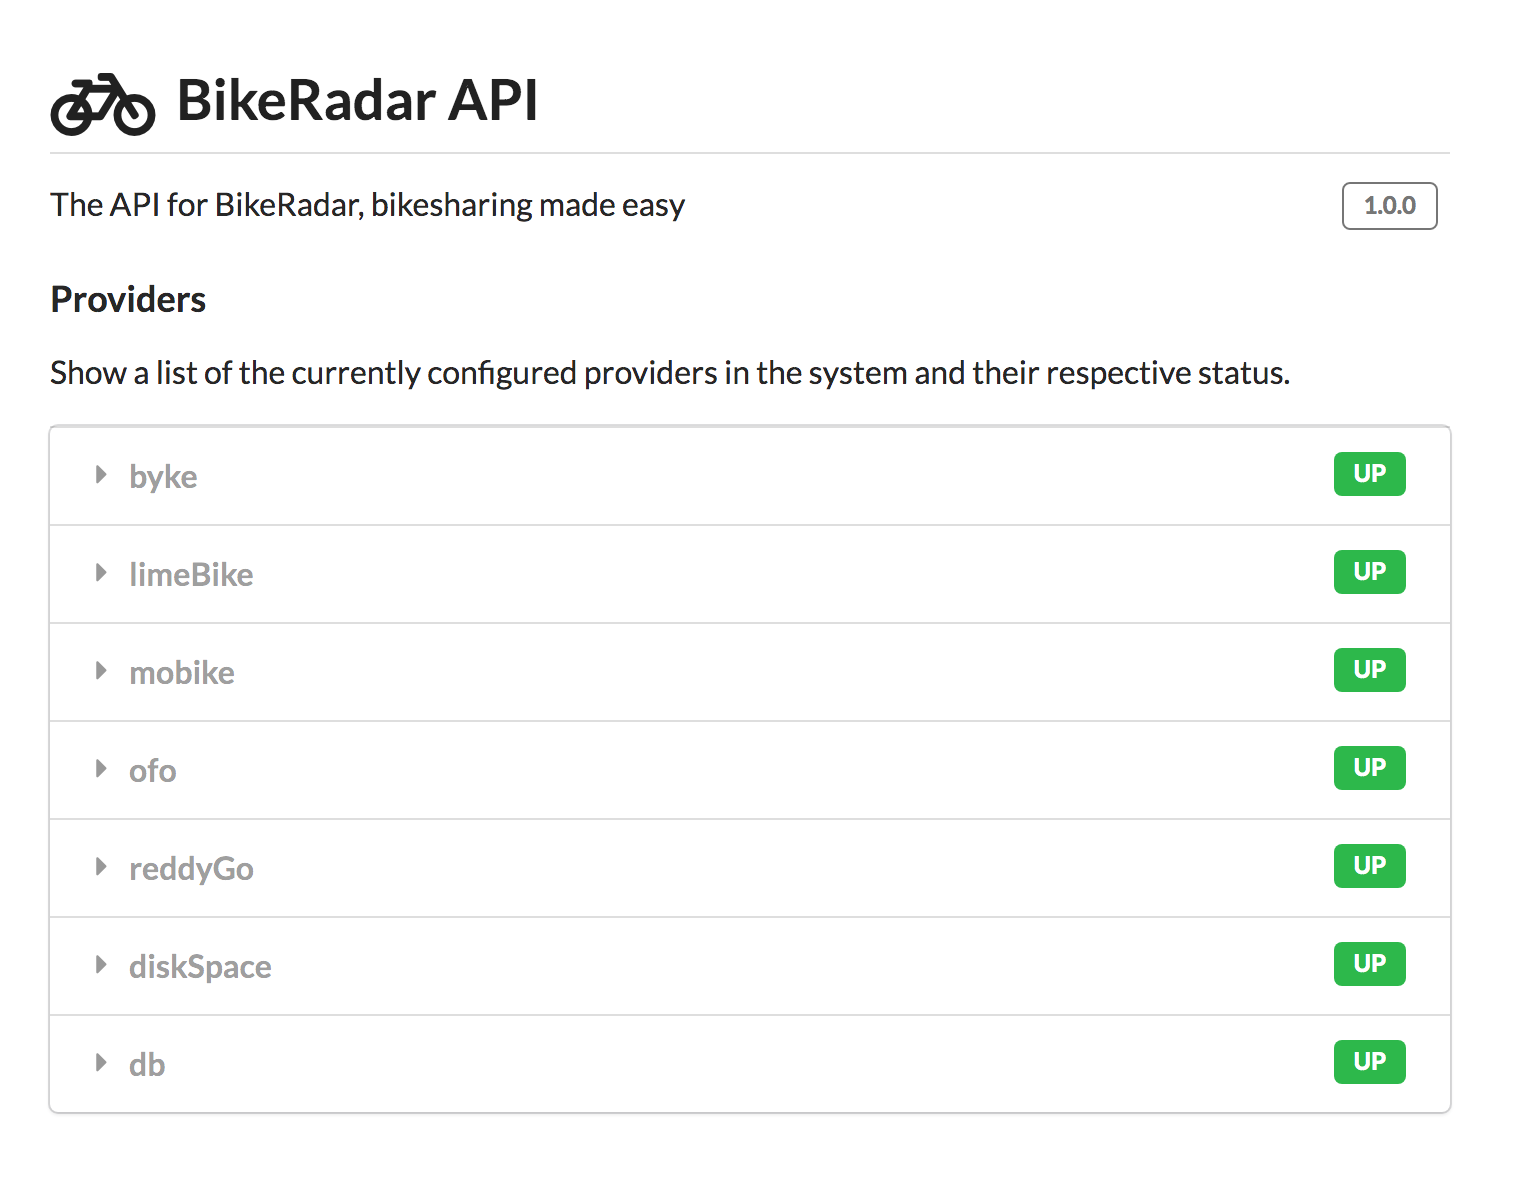 BikeRadar API
The API for BikeRadar, bikesharing made easy
1.0.0
Providers
Show a list of the currently configured providers in the system and their respective status.
byke UP
limeBike UP
mobike UP
ofo UP
reddyGo UP
diskSpace UP
db UP